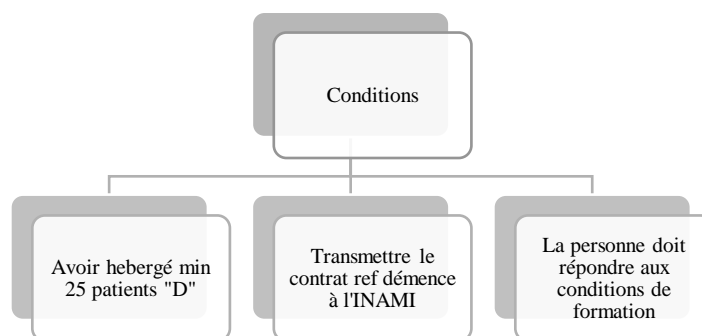 Conditions
Avoir hebergé min
25 patients "D"
Transmettre le
contrat ref démence
à l'INAMI
La personne doit
répondre aux
conditions de
formation